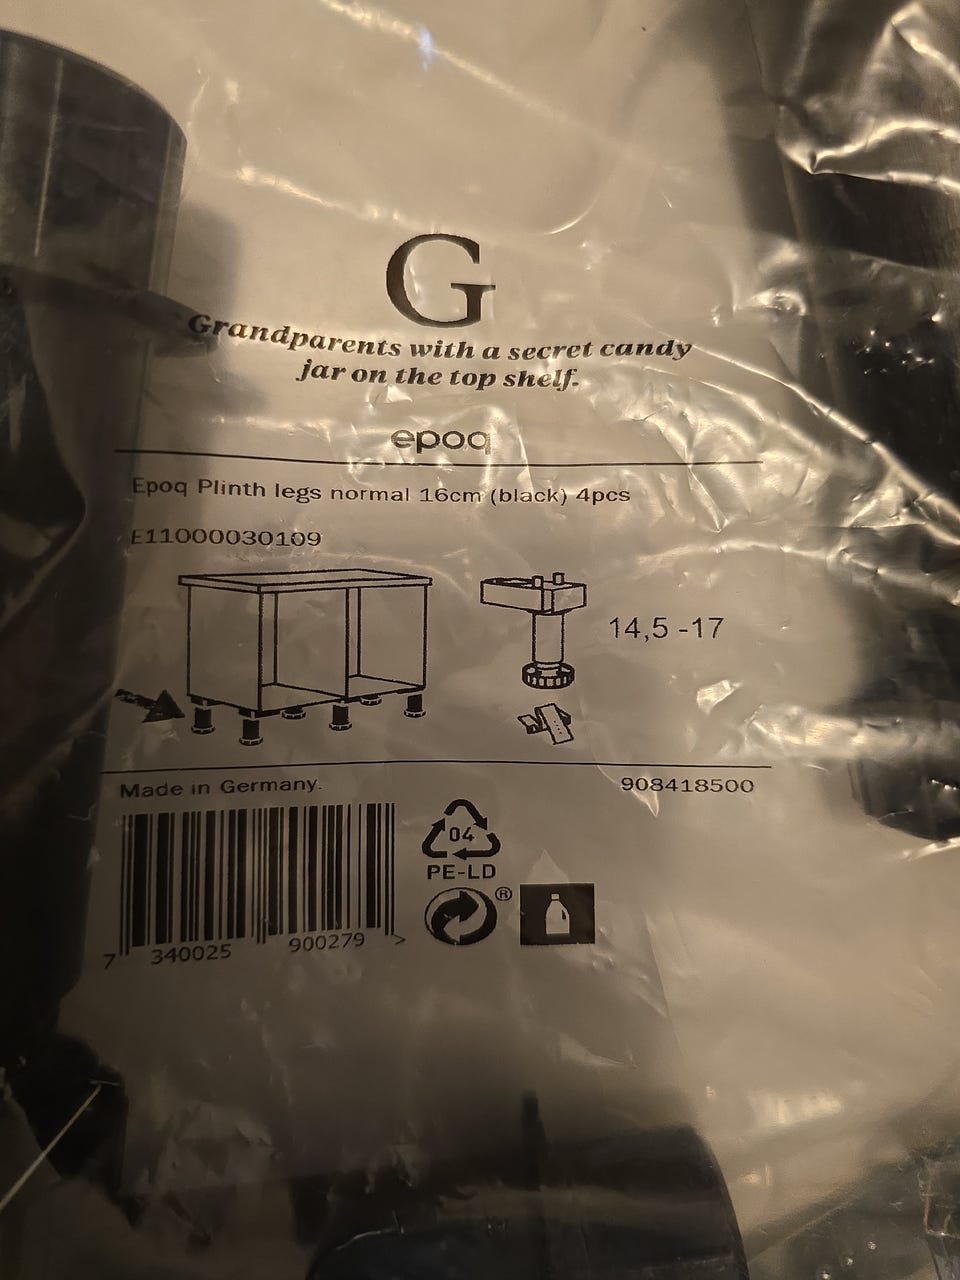 G
Grandparents with a secret candy
jar on the top shelf.
epoq
Epoq Plinth legs normal 16cm (black) 4pcs
E11000030109
14,5 -17
Made in Germany.
908418500
04
PE-LD
®
7 340025 900279 >